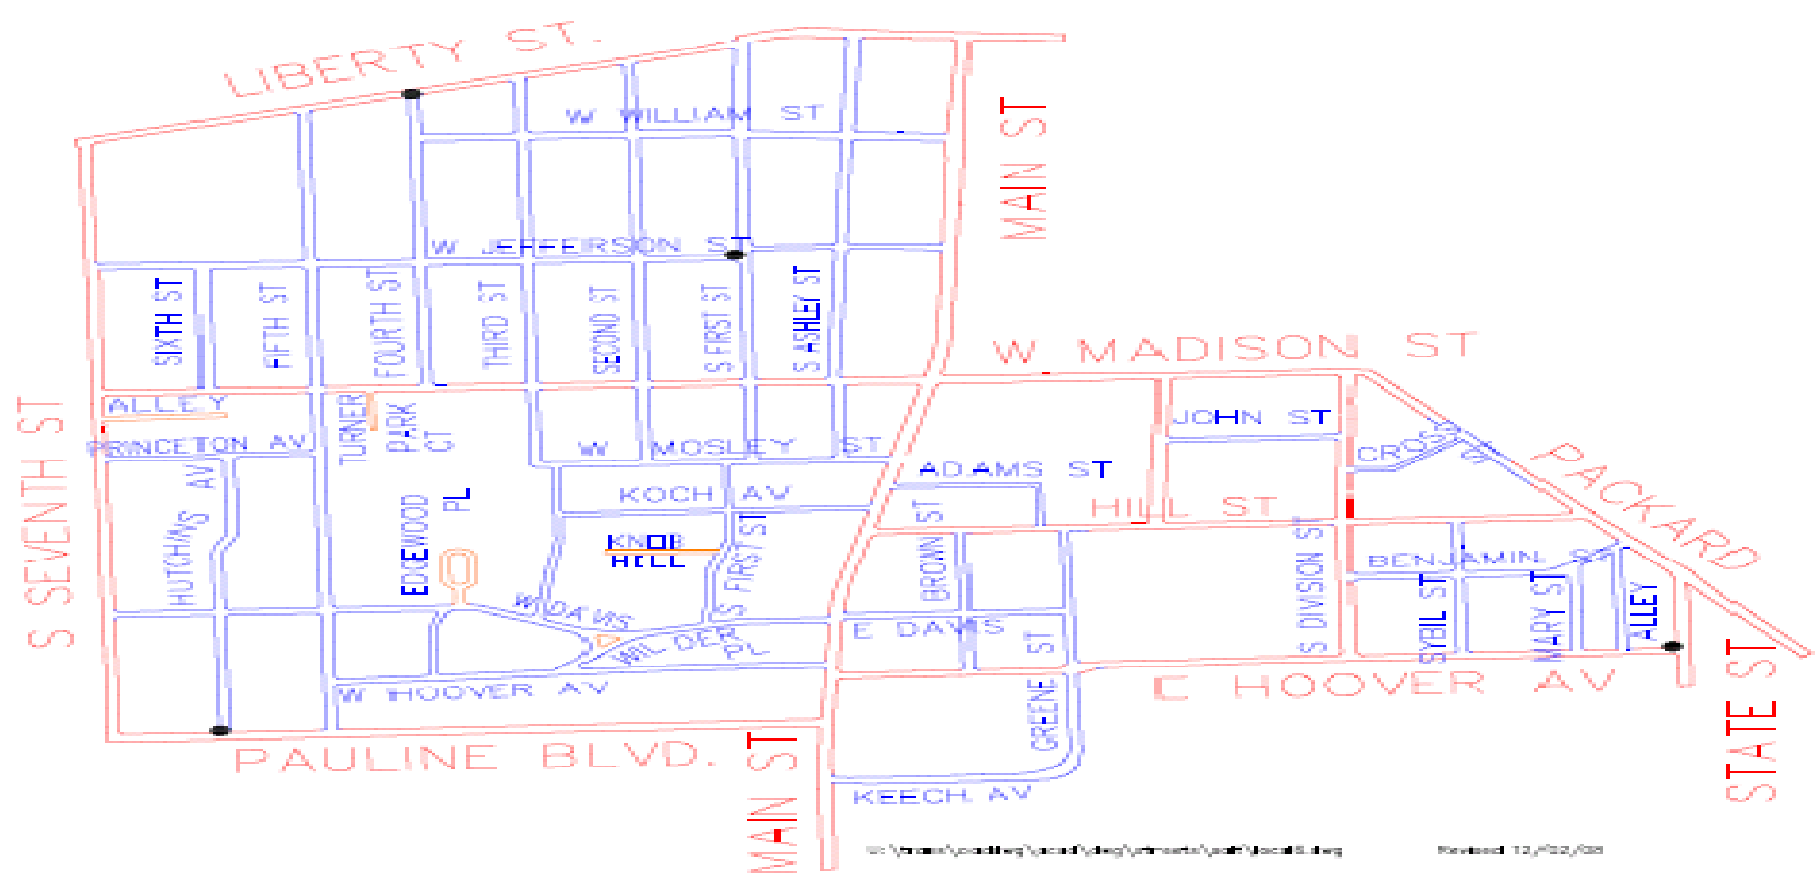 LIBERTY ST.
W WILLIAM ST
MAIN ST
W JEFFERSON ST
SIXTH ST
FIFTH ST
FOURTH ST
THIRD ST
SECOND ST
S FIRST ST
S ASHLEY ST
W MADISON ST
ALLEY
TURNER
PARK
CT
JOHN ST
S SEVENTH ST
PRINCETON AV
W MOSLEY ST
CROSS ST
PACKARD
ADAMS ST
HUTCHINS AV
EDGEWOOD PL
KOCH AV
HILL ST
KNOB
HILL
S FIRST ST
BROWN ST
S DIVISION ST
BENJAMIN ST
SYBIL ST
MARY ST
ALLEY
W DAVIS
WILDER PL
E DAVIS
GREENE ST
W HOOVER AV
E HOOVER AV
STATE ST
PAULINE BLVD.
MAIN ST
KEECH AV
Revised